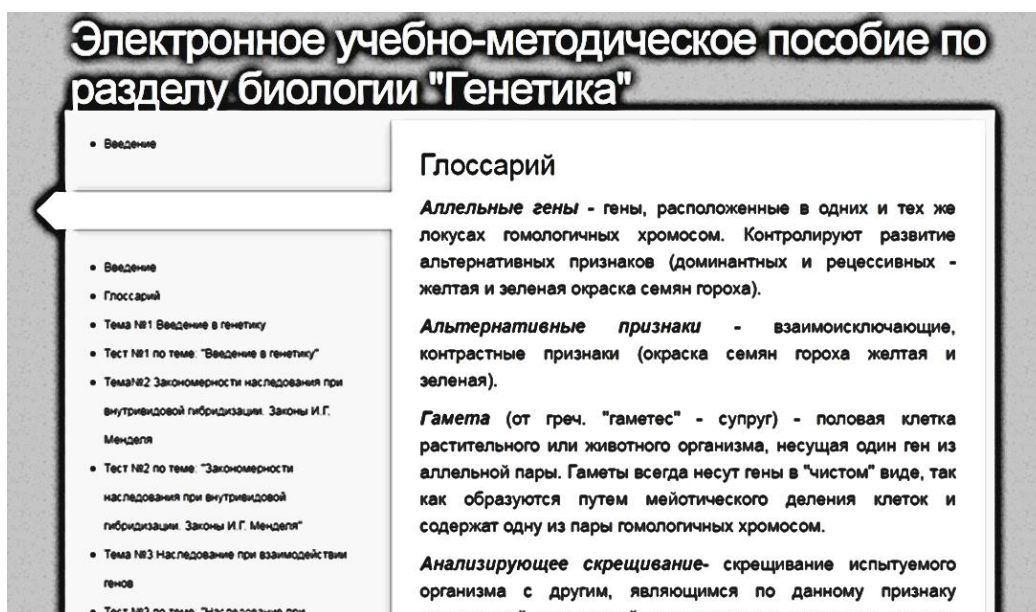 Электронное учебно-методическое пособие по
разделу биологии "Генетика"
• Введение
• Введение
• Глоссарий
• Тема №1 Введение в генетику
• Тест №1 по теме: "Введение в генетику"
• Тема№2 Закономерности наследования при
внутривидовой гибридизации. Законы И.Г.
Менделя
• Тест №2 по теме: "Закономерности
наследования при внутривидовой
гибридизации. Законы И.Г. Менделя"
• Тема №3 Наследование при взаимодействии
генов
Глоссарий
Аллельные гены - гены, расположенные в одних и тех же
локусах гомологичных хромосом. Контролируют развитие
альтернативных признаков (доминантных и рецессивных -
желтая и зеленая окраска семян гороха).
Альтернативные признаки - взаимоисключающие,
контрастные признаки (окраска семян гороха желтая и
зеленая).
Гамета (от греч. "гаметес" - супруг) - половая клетка
растительного или животного организма, несущая один ген из
аллельной пары. Гаметы всегда несут гены в "чистом" виде, так
как образуются путем мейотического деления клеток и
содержат одну из пары гомологичных хромосом.
Анализирующее скрещивание- скрещивание испытуемого
организма с другим, являющимся по данному признаку